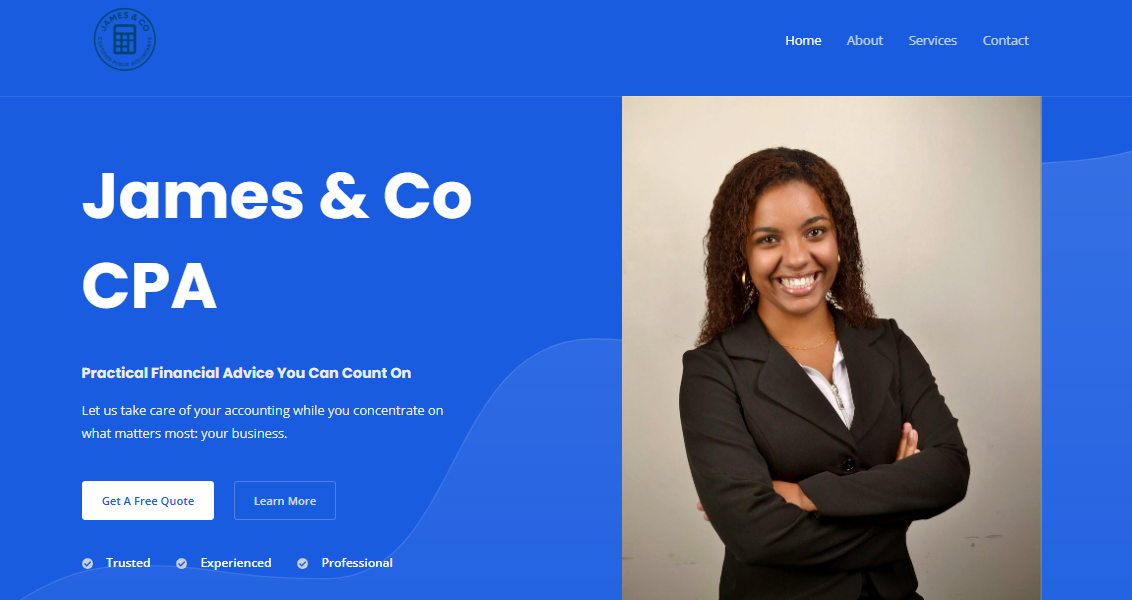 JAMES & CO
Home
About
Services
Contact
James & Co
CPA
Practical Financial Advice You Can Count On
Let us take care of your accounting while you concentrate on
what matters most: your business.
Get A Free Quote
Learn More
Trusted
Experienced
Professional